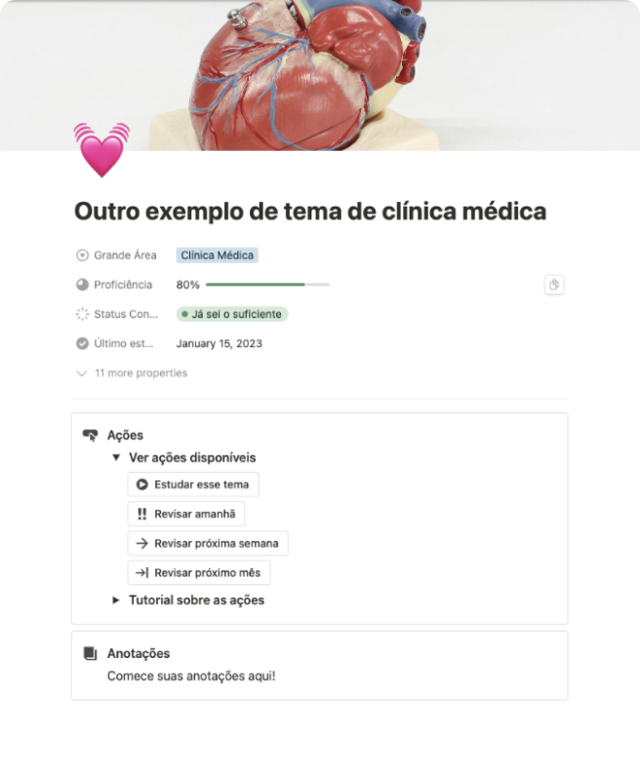 Outro exemplo de tema de clínica médica
Grande Área Clínica Médica
Proficiência 80%
Status Con... Já sei o suficiente
Último est... January 15, 2023
11 more properties
Ações
Ver ações disponíveis
Estudar esse tema
Revisar amanhã
Revisar próxima semana
Revisar próximo mês
Tutorial sobre as ações
Anotações
Comece suas anotações aqui!